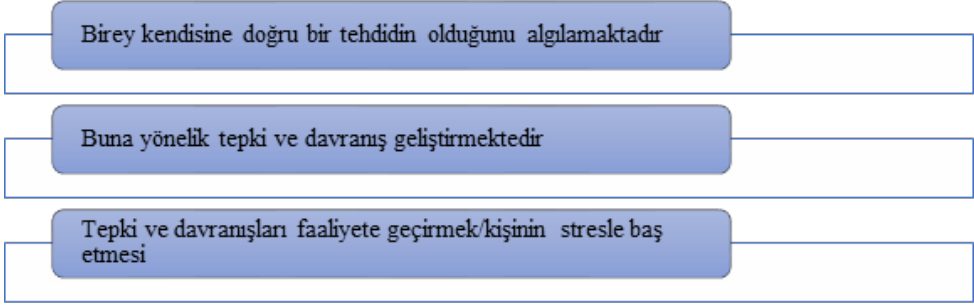 Birey kendisine doğru bir tehdidin olduğunu algılamaktadır
Buna yönelik tepki ve davranış geliştirmektedir
Tepki ve davranışları faaliyete geçirmek/kişinin stresle baş
etmesi